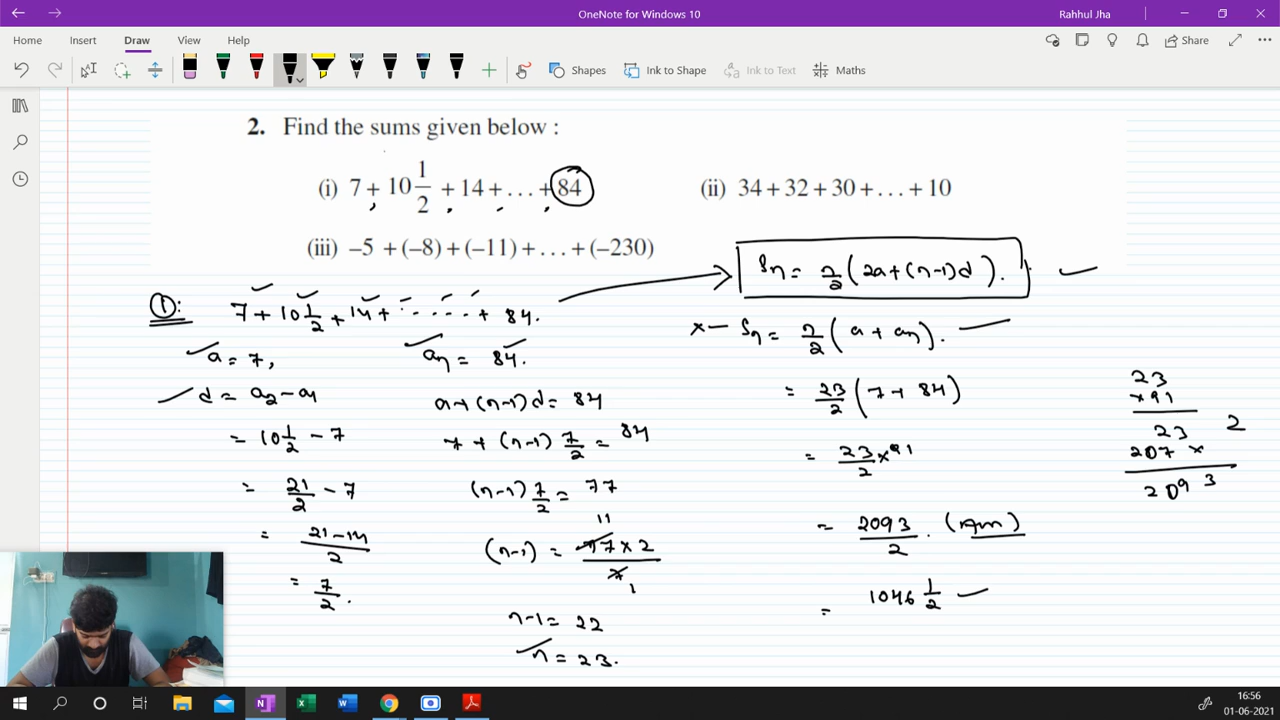 OneNote for Windows 10
Rahhul Jha
Home Insert Draw View Help
Share
Shapes Ink to Shape Ink to Text Maths
2. Find the sums given below :
(i) 7 + 10 1/2 + 14 + . . . + 84
(ii) 34 + 32 + 30 + . . . + 10
(iii) –5 + (–8) + (–11) + . . . + (–230)
Sn = n/2 (2a + (n-1)d).
①: 7 + 10 1/2 + 14 + ........ + 84.
a = 7,
d = a2 - a1
= 10 1/2 - 7
= 21/2 - 7
= 21-14/2
= 7/2.
an = 84.
a + (n-1)d = 84
7 + (n-1) 7/2 = 84
(n-1) 7/2 = 77
11
(n-1) = 77 × 2/7
1
n-1 = 22
n = 23.
x — Sn = n/2 (a + an).
= 23/2 (7 + 84)
= 23/2 × 91
= 2093/2 . (Am)
= 1046 1/2
23
×91
23
2
207 ×
2093
16:56
01-06-2021